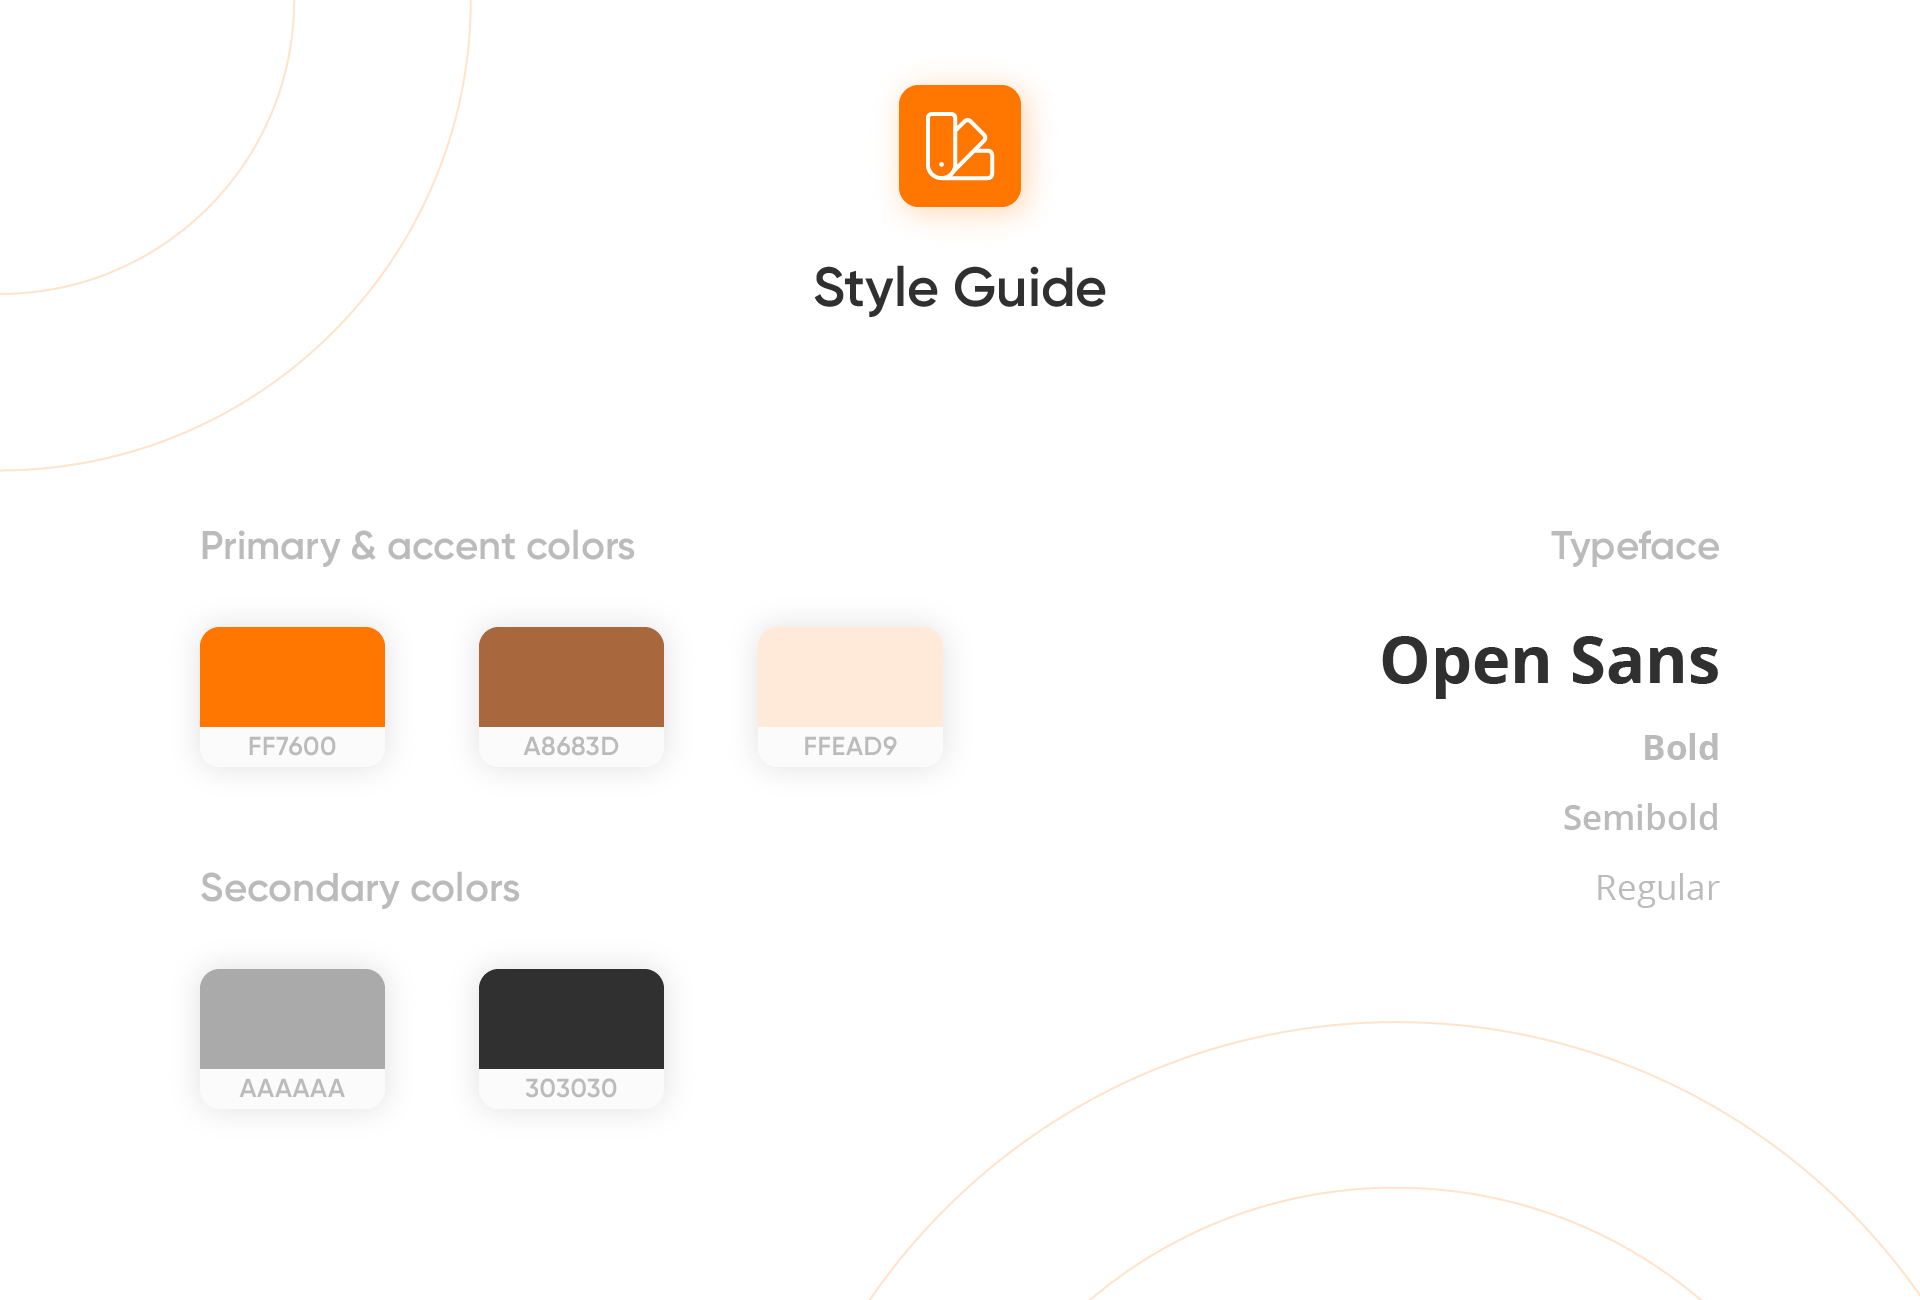 Style Guide
Primary & accent colors
FF7600
A8683D
FFEAD9
Secondary colors
AAAAAA
303030
Typeface
Open Sans
Bold
Semibold
Regular